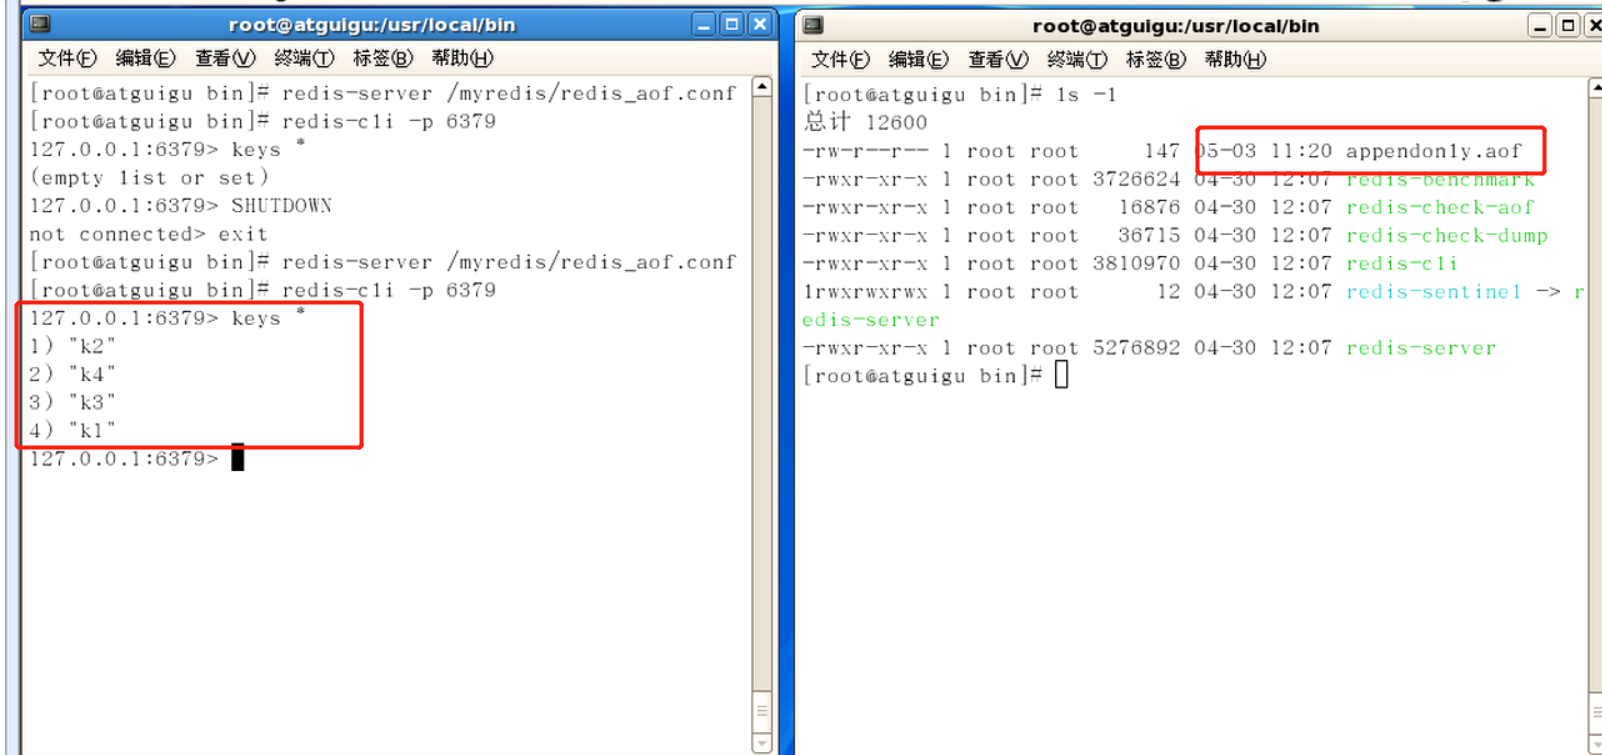 root@atguigu:/usr/local/bin
文件(F) 编辑(E) 查看(V) 终端(T) 标签(B) 帮助(H)
[root@atguigu bin]# redis-server /myredis/redis_aof.conf
[root@atguigu bin]# redis-cli -p 6379
127.0.0.1:6379> keys *
(empty list or set)
127.0.0.1:6379> SHUTDOWN
not connected> exit
[root@atguigu bin]# redis-server /myredis/redis_aof.conf
[root@atguigu bin]# redis-cli -p 6379
127.0.0.1:6379> keys *
1) "k2"
2) "k4"
3) "k3"
4) "k1"
127.0.0.1:6379>
root@atguigu:/usr/local/bin
文件(F) 编辑(E) 查看(V) 终端(T) 标签(B) 帮助(H)
[root@atguigu bin]# ls -l
总计 12600
-rw-r--r-- 1 root root 147 05-03 11:20 appendonly.aof
-rwxr-xr-x 1 root root 3726624 04-30 12:07 redis-benchmark
-rwxr-xr-x 1 root root 16876 04-30 12:07 redis-check-aof
-rwxr-xr-x 1 root root 36715 04-30 12:07 redis-check-dump
-rwxr-xr-x 1 root root 3810970 04-30 12:07 redis-cli
lrwxrwxrwx 1 root root 12 04-30 12:07 redis-sentinel -> r
edis-server
-rwxr-xr-x 1 root root 5276892 04-30 12:07 redis-server
[root@atguigu bin]#